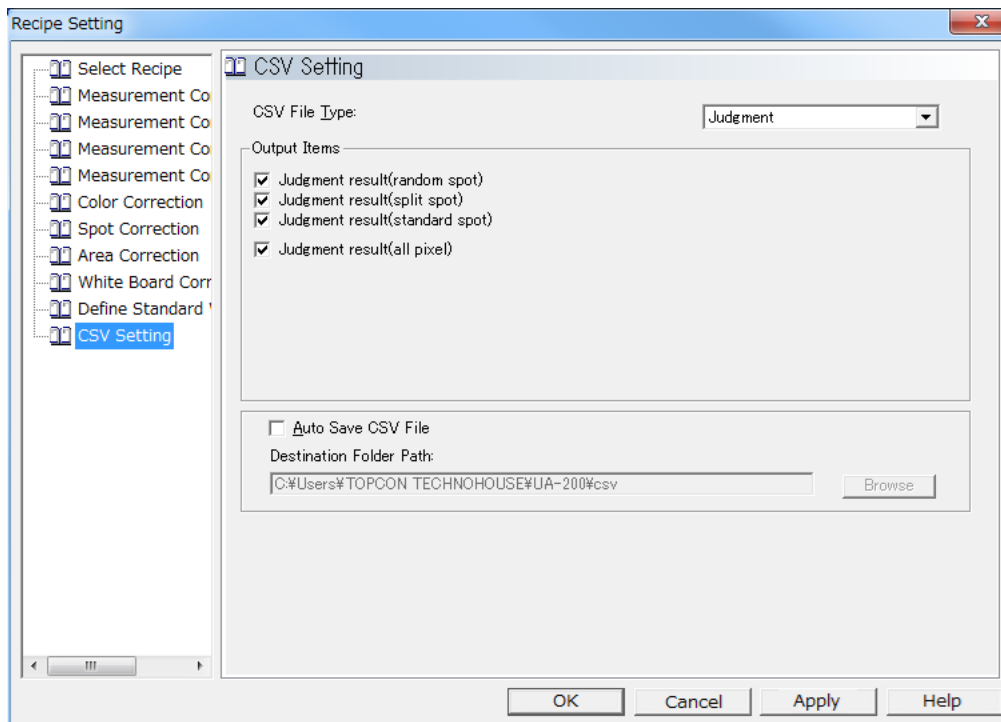 Recipe Setting
Select Recipe
Measurement Co
Measurement Co
Measurement Co
Measurement Co
Color Correction
Spot Correction
Area Correction
White Board Corr
Define Standard
CSV Setting
CSV Setting
CSV File Type:
Judgment
Output Items
Judgment result(random spot)
Judgment result(split spot)
Judgment result(standard spot)
Judgment result(all pixel)
Auto Save CSV File
Destination Folder Path:
C:¥Users¥TOPCON TECHNOHOUSE¥UA-200¥csv
Browse
OK Cancel Apply Help